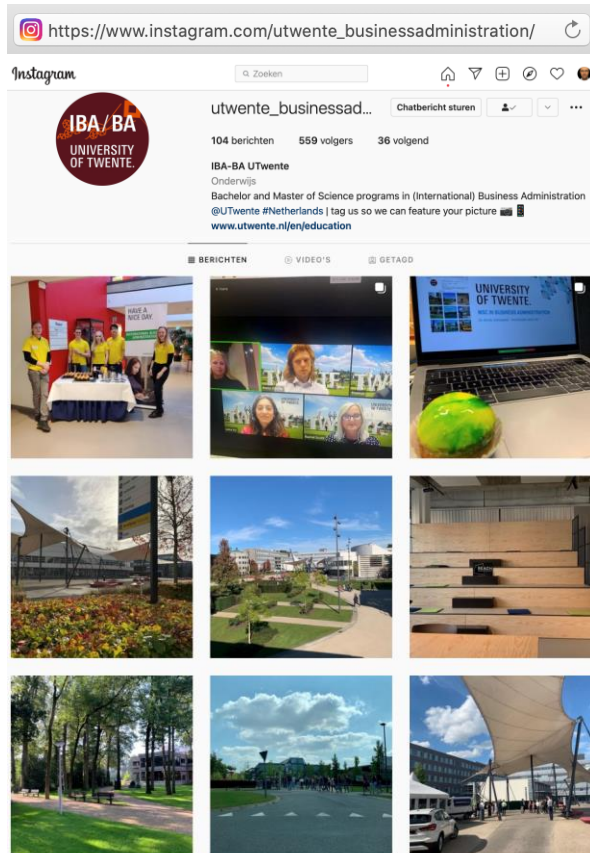 https://www.instagram.com/utwente_businessadministration/
Instagram
Zoeken
IBA/BA
UNIVERSITY
OF TWENTE.
utwente_businessad...
Chatbericht sturen
104 berichten 559 volgers 36 volgend
IBA-BA UTwente
Onderwijs
Bachelor and Master of Science programs in (International) Business Administration
@UTwente #Netherlands | tag us so we can feature your picture
www.utwente.nl/en/education
BERICHTEN VIDEO'S GETAGD
HAVE A
NICE DAY.
UNIVERSITY
OF TWENTE.